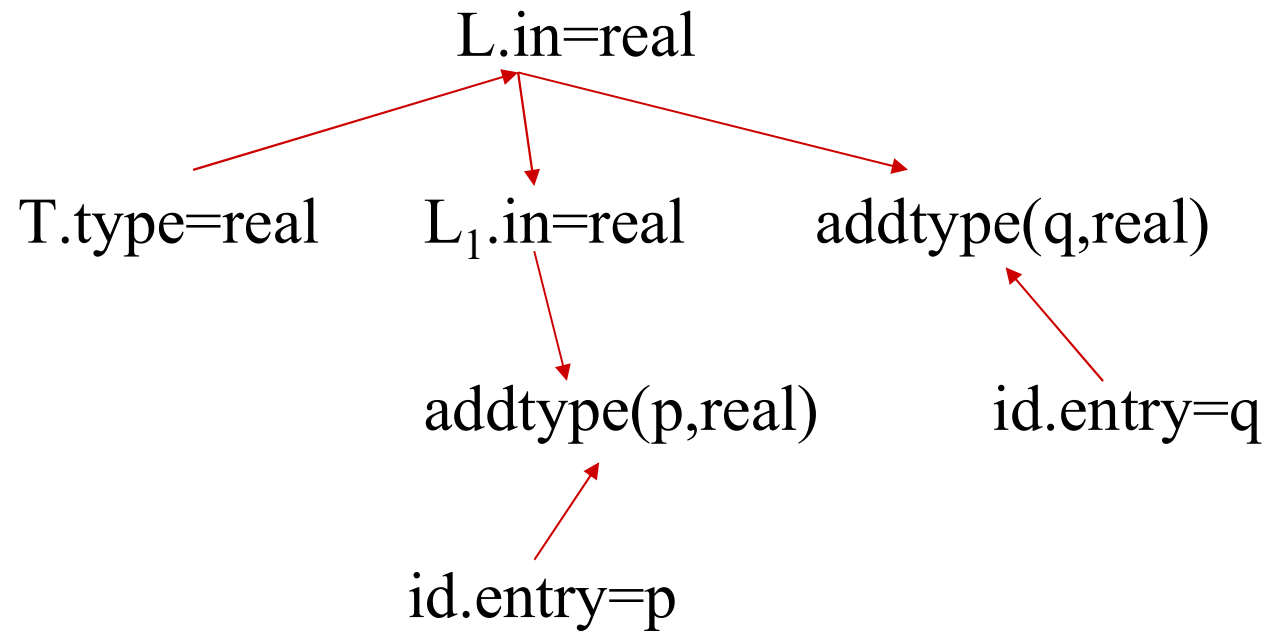 L.in=real
T.type=real
L₁.in=real
addtype(q,real)
addtype(p,real)
id.entry=q
id.entry=p